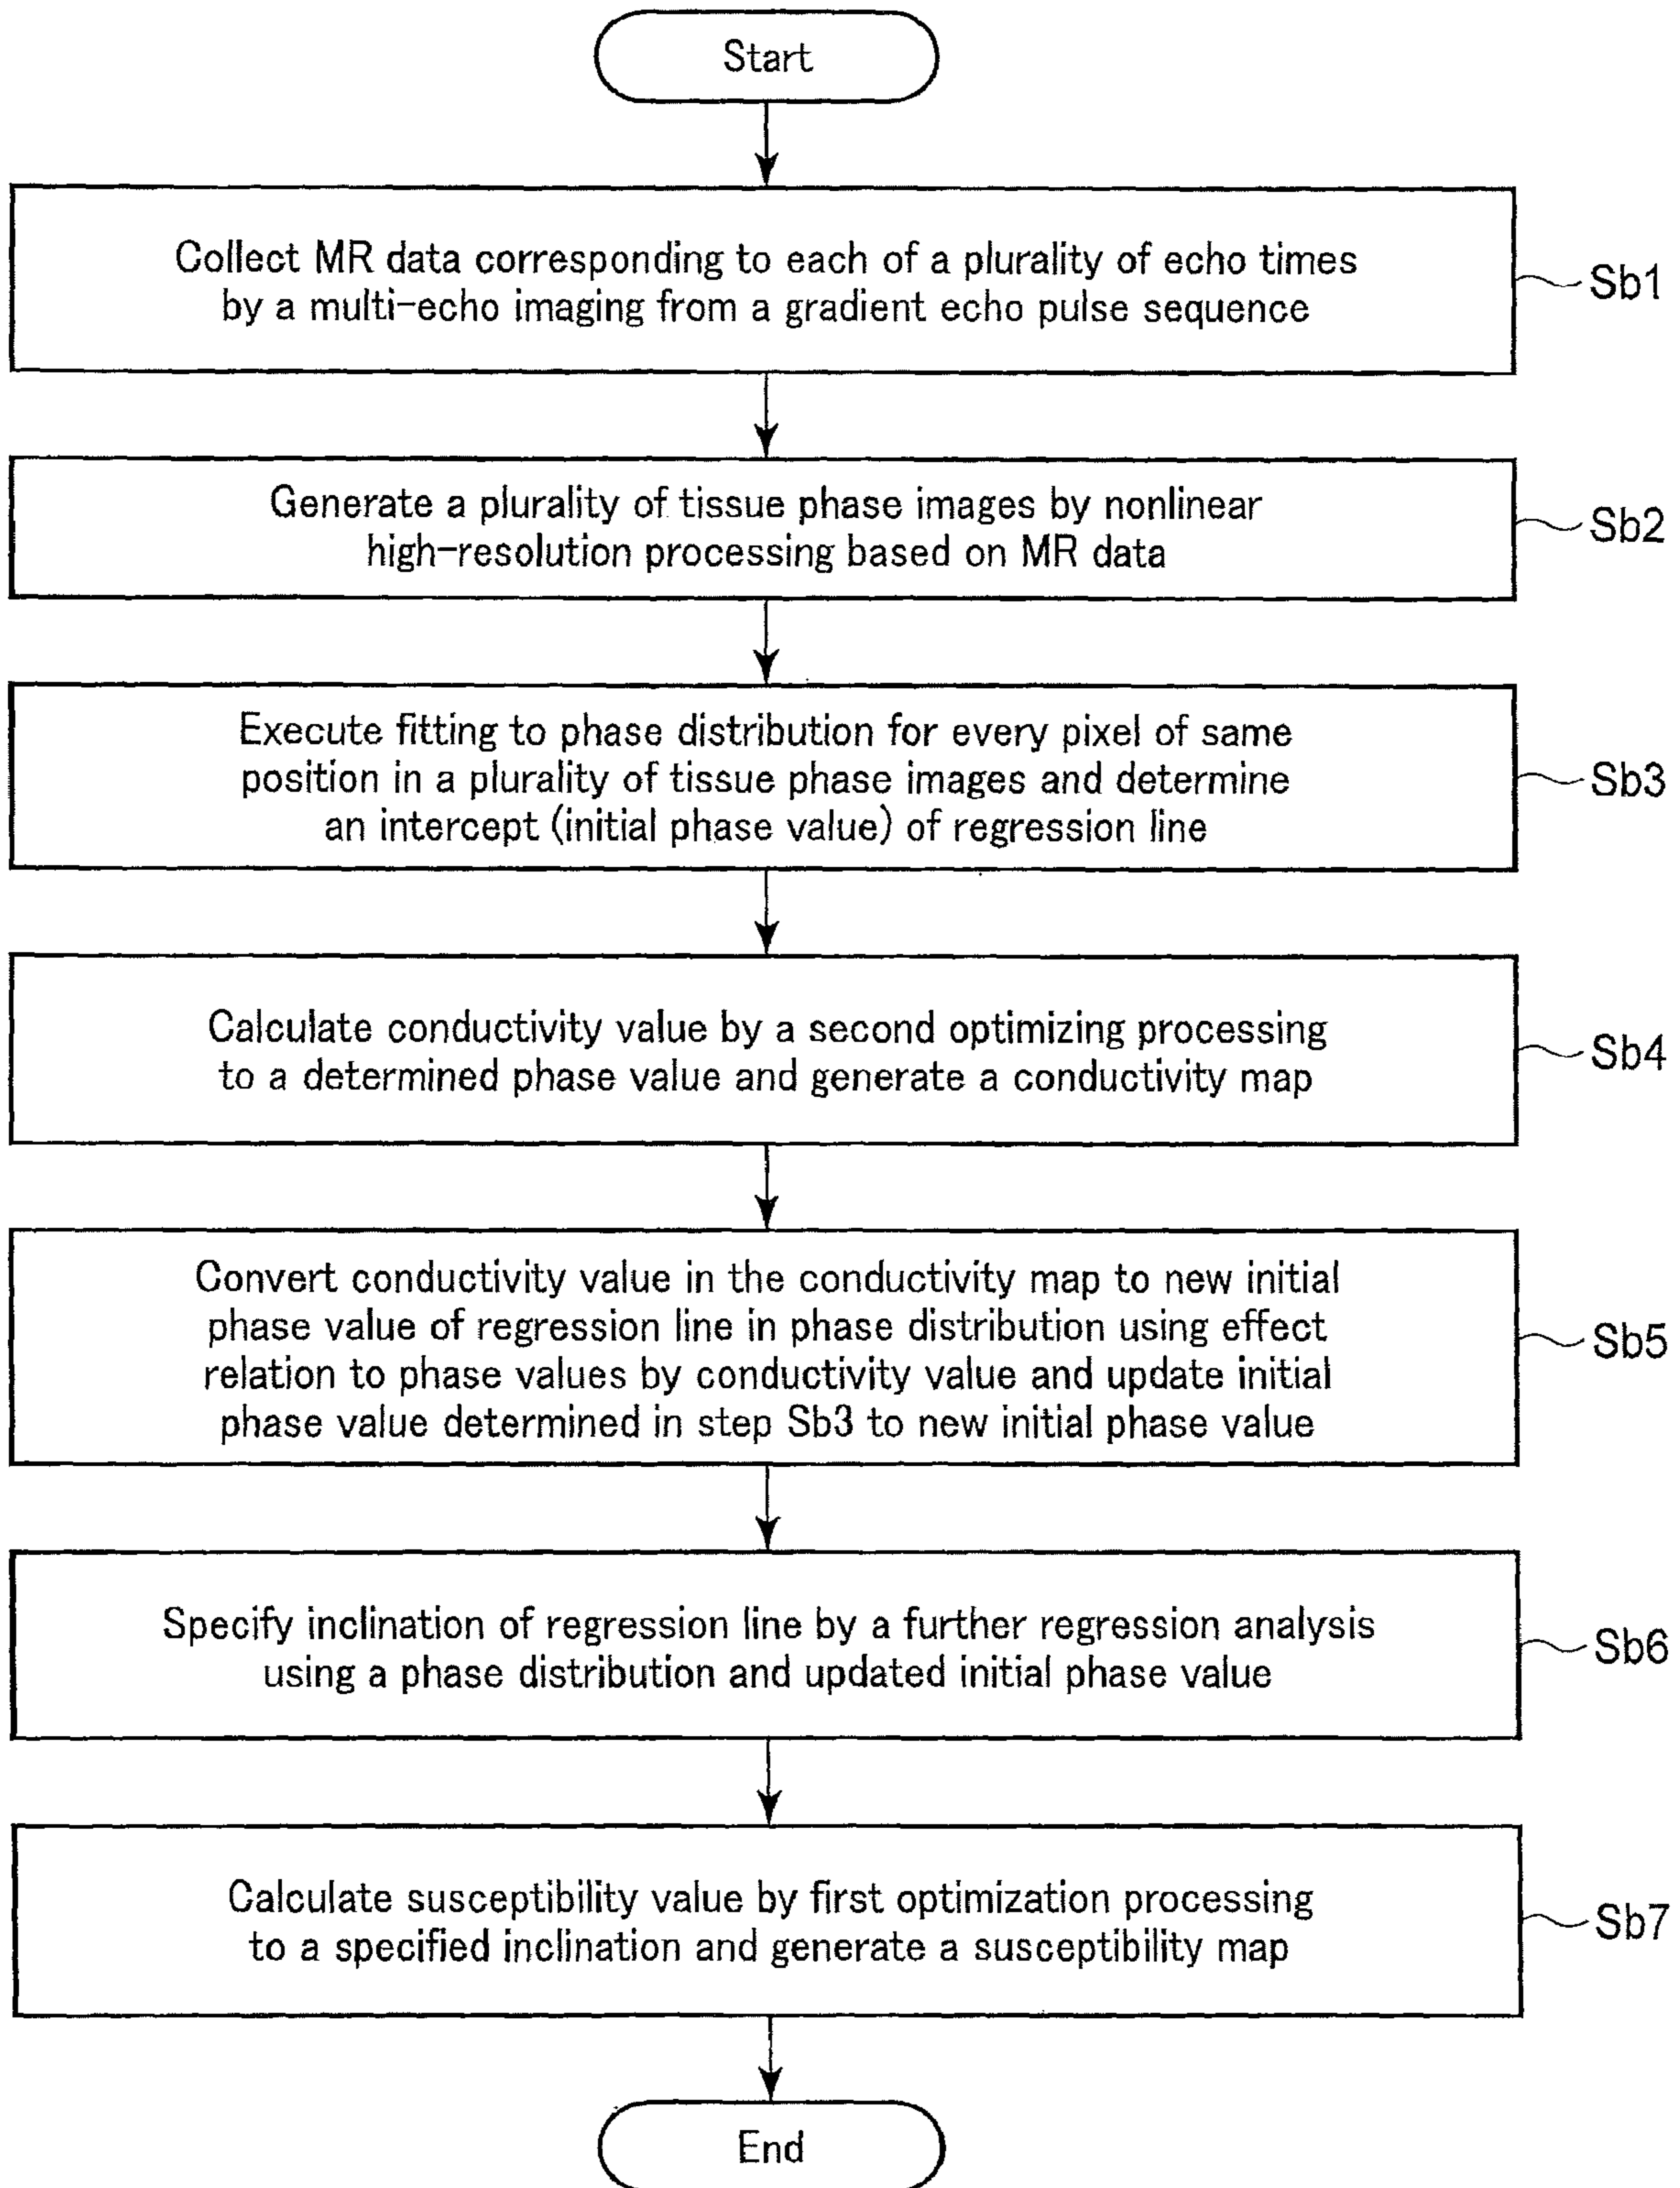 Start
Collect MR data corresponding to each of a plurality of echo times
by a multi-echo imaging from a gradient echo pulse sequence
Sb1
Generate a plurality of tissue phase images by nonlinear
high-resolution processing based on MR data
Sb2
Execute fitting to phase distribution for every pixel of same
position in a plurality of tissue phase images and determine
an intercept (initial phase value) of regression line
Sb3
Calculate conductivity value by a second optimizing processing
to a determined phase value and generate a conductivity map
Sb4
Convert conductivity value in the conductivity map to new initial
phase value of regression line in phase distribution using effect
relation to phase values by conductivity value and update initial
phase value determined in step Sb3 to new initial phase value
Sb5
Specify inclination of regression line by a further regression analysis
using a phase distribution and updated initial phase value
Sb6
Calculate susceptibility value by first optimization processing
to a specified inclination and generate a susceptibility map
Sb7
End